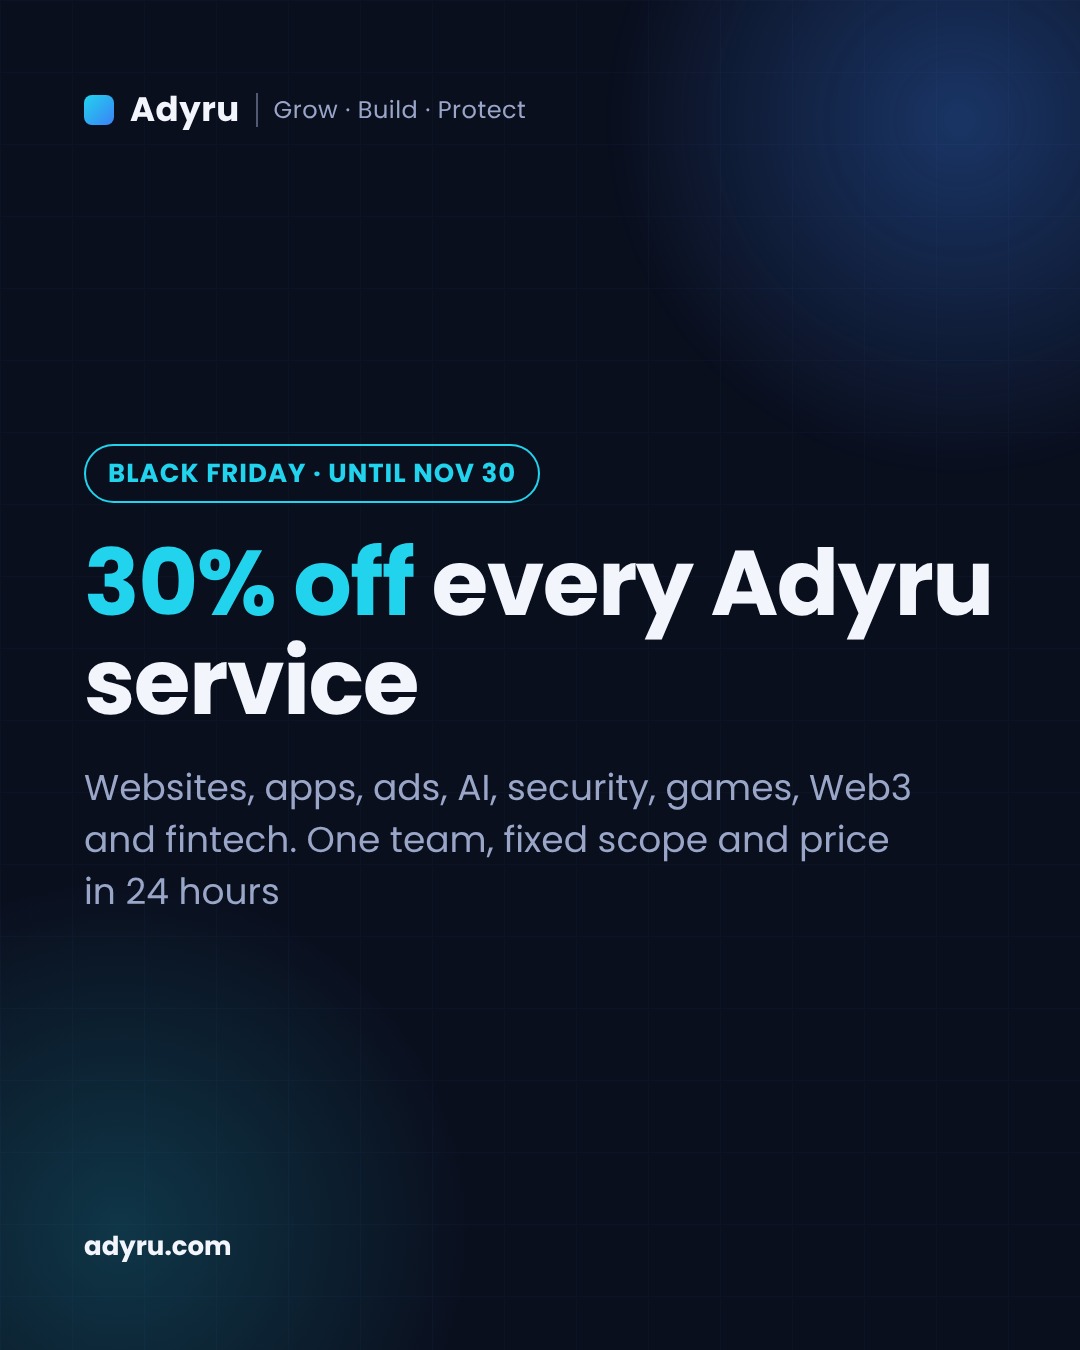 Adyru | Grow · Build · Protect
BLACK FRIDAY · UNTIL NOV 30
30% off every Adyru
service
Websites, apps, ads, AI, security, games, Web3
and fintech. One team, fixed scope and price
in 24 hours
adyru.com